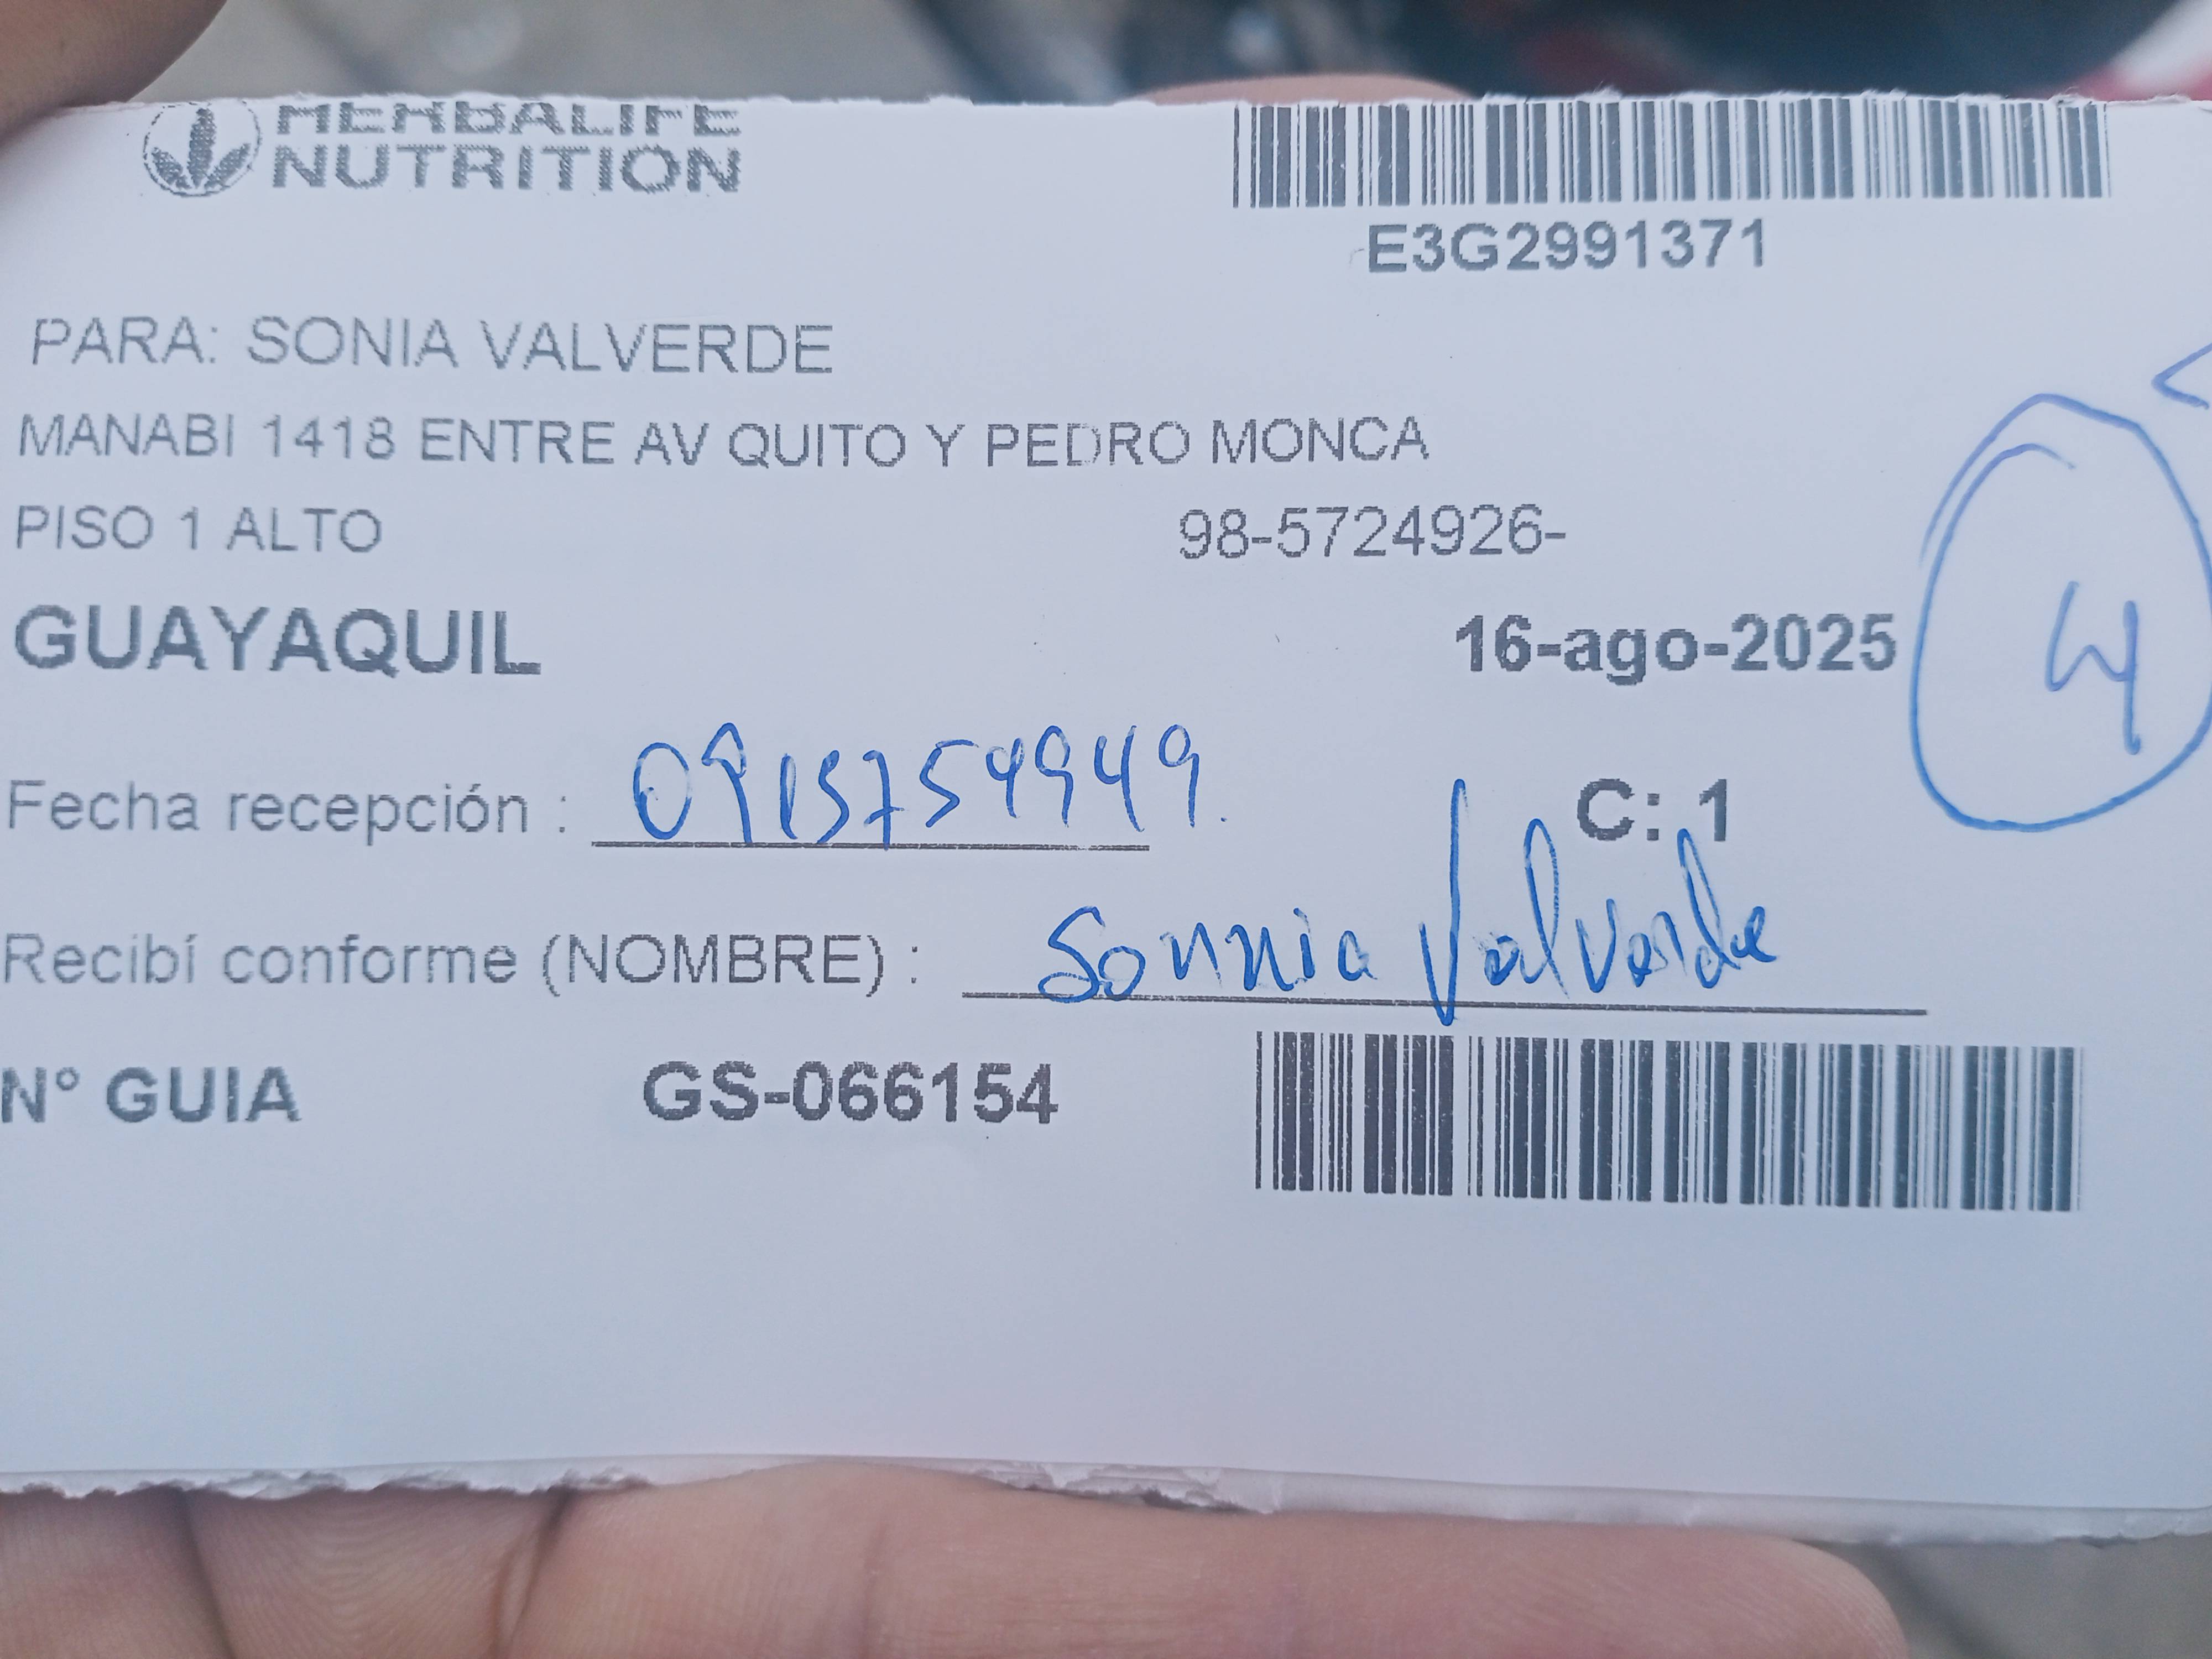 HERBALIFE
NUTRITION
E3G2991371
PARA: SONIA VALVERDE
MANABI 1418 ENTRE AV QUITO Y PEDRO MONCA
PISO 1 ALTO 98-5724926-
GUAYAQUIL 16-ago-2025
4
Fecha recepción : 0915754949. C: 1
Recibí conforme (NOMBRE) : Sonnia Valverde
N° GUIA GS-066154